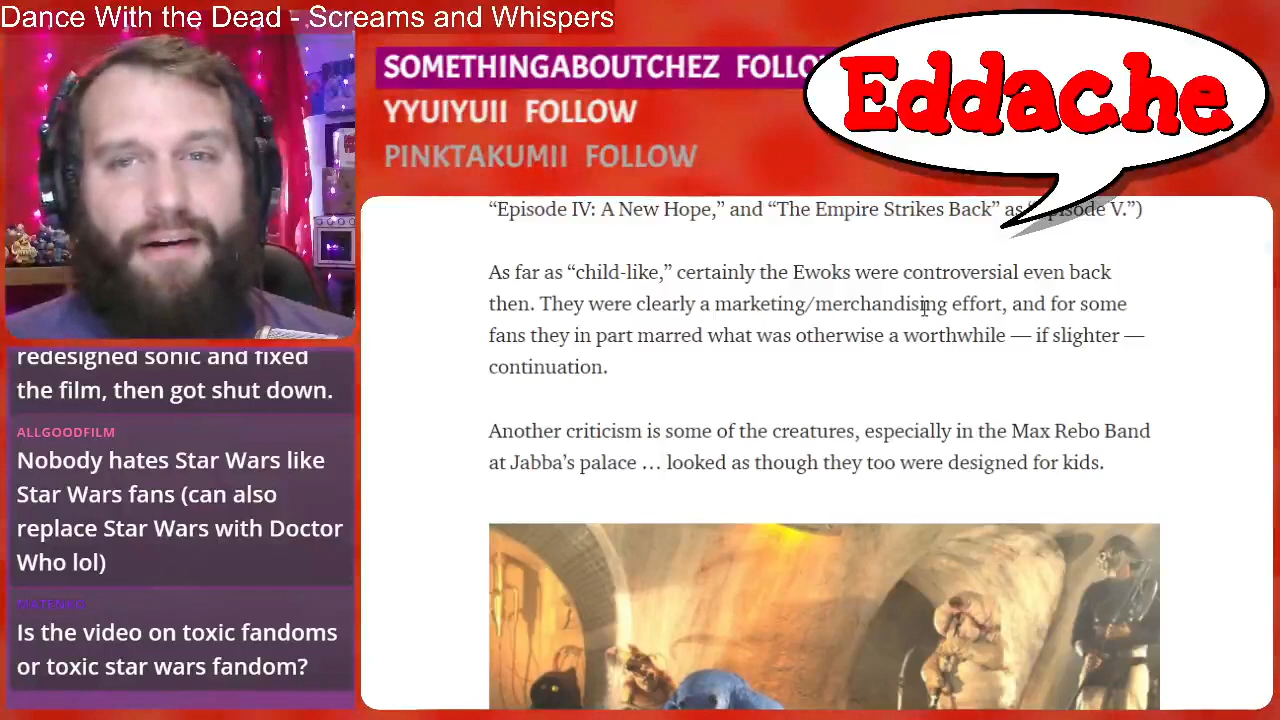 Dance With the Dead - Screams and Whispers
SOMETHINGABOUTCHEZ FOLLO
YYUIYUII FOLLOW
PINKTAKUMII FOLLOW
Eddache
“Episode IV: A New Hope,” and “The Empire Strikes Back” as “Episode V.”)
As far as “child-like,” certainly the Ewoks were controversial even back
then. They were clearly a marketing/merchandising effort, and for some
fans they in part marred what was otherwise a worthwhile — if slighter —
continuation.
Another criticism is some of the creatures, especially in the Max Rebo Band
at Jabba’s palace … looked as though they too were designed for kids.
redesigned sonic and fixed
the film, then got shut down.
ALLGOODFILM
Nobody hates Star Wars like
Star Wars fans (can also
replace Star Wars with Doctor
Who lol)
Is the video on toxic fandoms
or toxic star wars fandom?